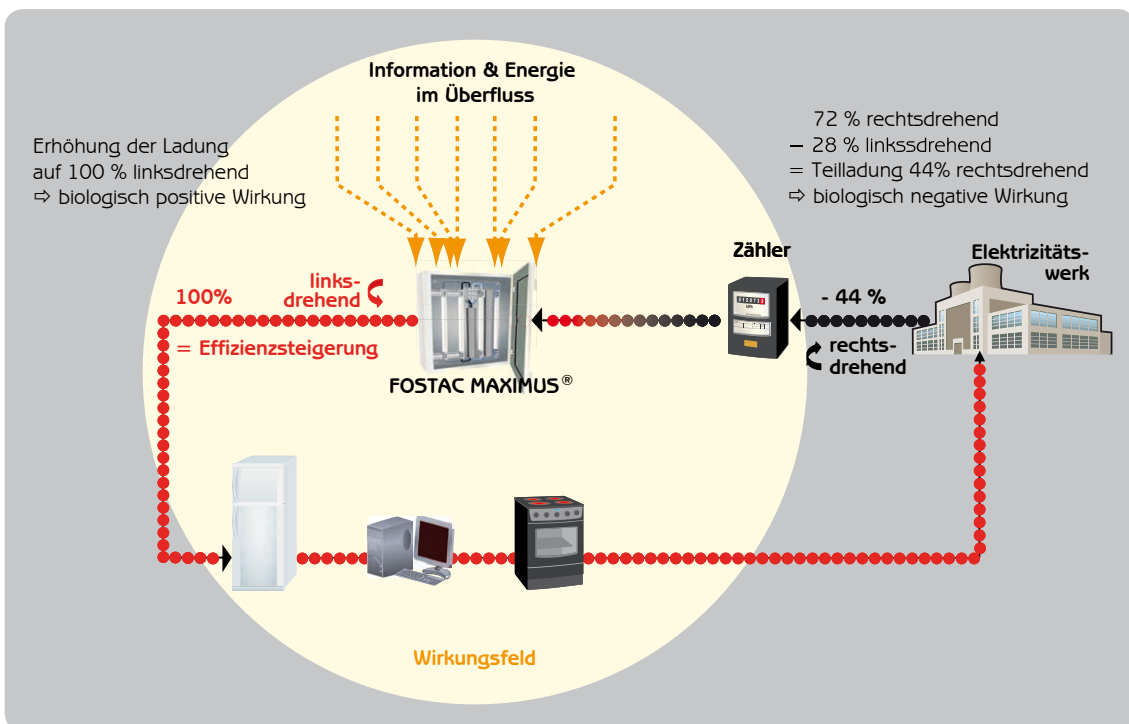 Information & Energie
im Überfluss
Erhöhung der Ladung
auf 100 % linksdrehend
⇨ biologisch positive Wirkung
72 % rechtsdrehend
– 28 % linkssdrehend
= Teilladung 44% rechtsdrehend
⇨ biologisch negative Wirkung
Zähler
Elektrizitäts-
werk
links-
drehend
100%
- 44 %
= Effizienzsteigerung
rechts-
drehend
FOSTAC MAXIMUS®
Wirkungsfeld